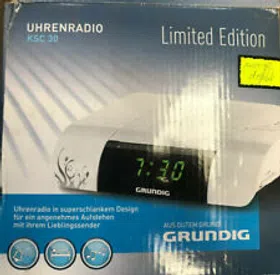 UHRENRADIO
KSC 30
Limited Edition
7:30
GRUNDIG
Uhrenradio in superschlankem Design
für ein angenehmes Aufstehen
mit ihrem Lieblingssender
AUS GUTEM GRUND
GRUNDIG